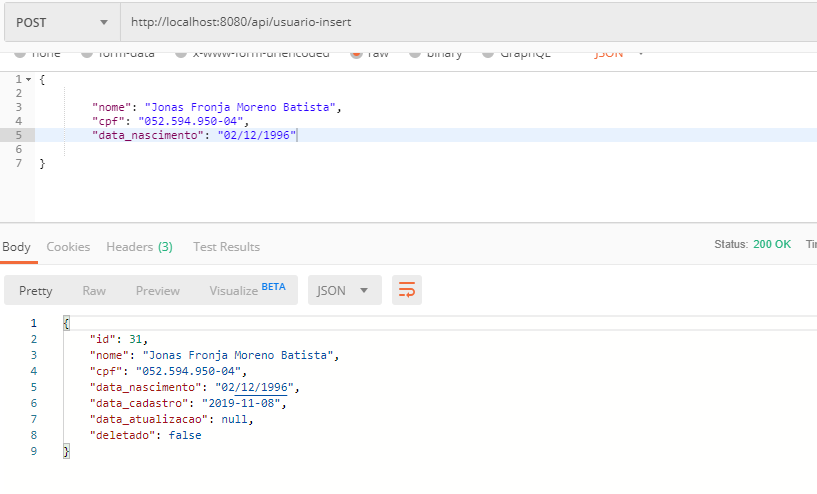 POST http://localhost:8080/api/usuario-insert
none form-data x-www-form-urlencoded raw binary GraphQL JSON
1 {
2
3 "nome": "Jonas Fronja Moreno Batista",
4 "cpf": "052.594.950-04",
5 "data_nascimento": "02/12/1996"
6
7 }
Body Cookies Headers (3) Test Results Status: 200 OK
Pretty Raw Preview Visualize BETA JSON
1 {
2 "id": 31,
3 "nome": "Jonas Fronja Moreno Batista",
4 "cpf": "052.594.950-04",
5 "data_nascimento": "02/12/1996",
6 "data_cadastro": "2019-11-08",
7 "data_atualizacao": null,
8 "deletado": false
9 }